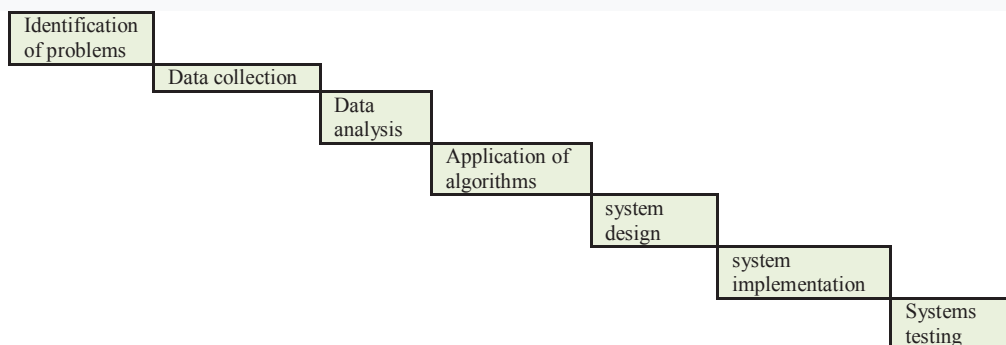 Identification
of problems
Data collection
Data
analysis
Application of
algorithms
system
design
system
implementation
Systems
testing